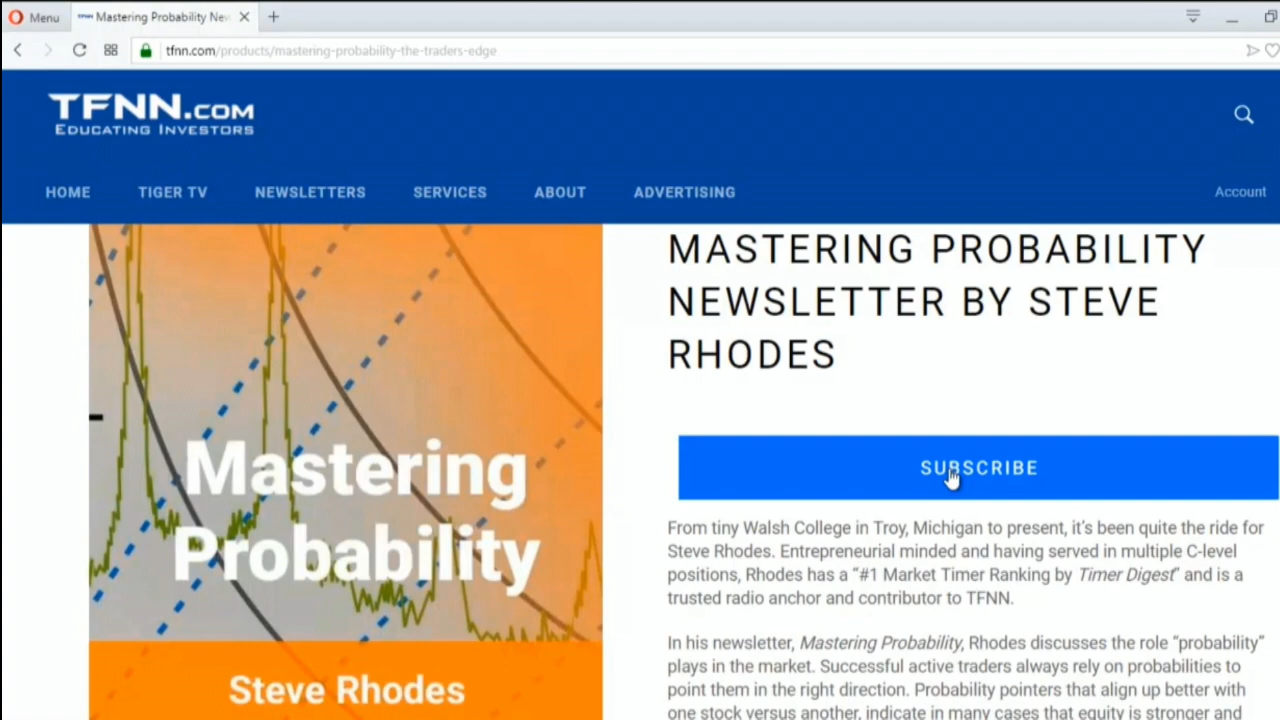 Menu
Mastering Probability New
tfnn.com/products/mastering-probability-the-traders-edge
TFNN.COM
EDUCATING INVESTORS
HOME TIGER TV NEWSLETTERS SERVICES ABOUT ADVERTISING Account
Mastering
Probability
Steve Rhodes
MASTERING PROBABILITY
NEWSLETTER BY STEVE
RHODES
SUBSCRIBE
From tiny Walsh College in Troy, Michigan to present, it's been quite the ride for
Steve Rhodes. Entrepreneurial minded and having served in multiple C-level
positions, Rhodes has a “#1 Market Timer Ranking by Timer Digest” and is a
trusted radio anchor and contributor to TFNN.
In his newsletter, Mastering Probability, Rhodes discusses the role “probability”
plays in the market. Successful active traders always rely on probabilities to
point them in the right direction. Probability pointers that align up better with
one stock versus another, indicate in many cases that equity is stronger and